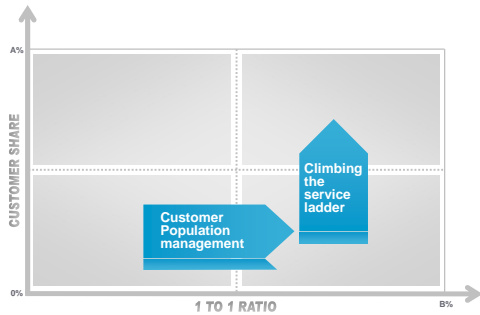 A%
CUSTOMER SHARE
Climbing
the
service
ladder
Customer
Population
management
0%
1 TO 1 RATIO
B%